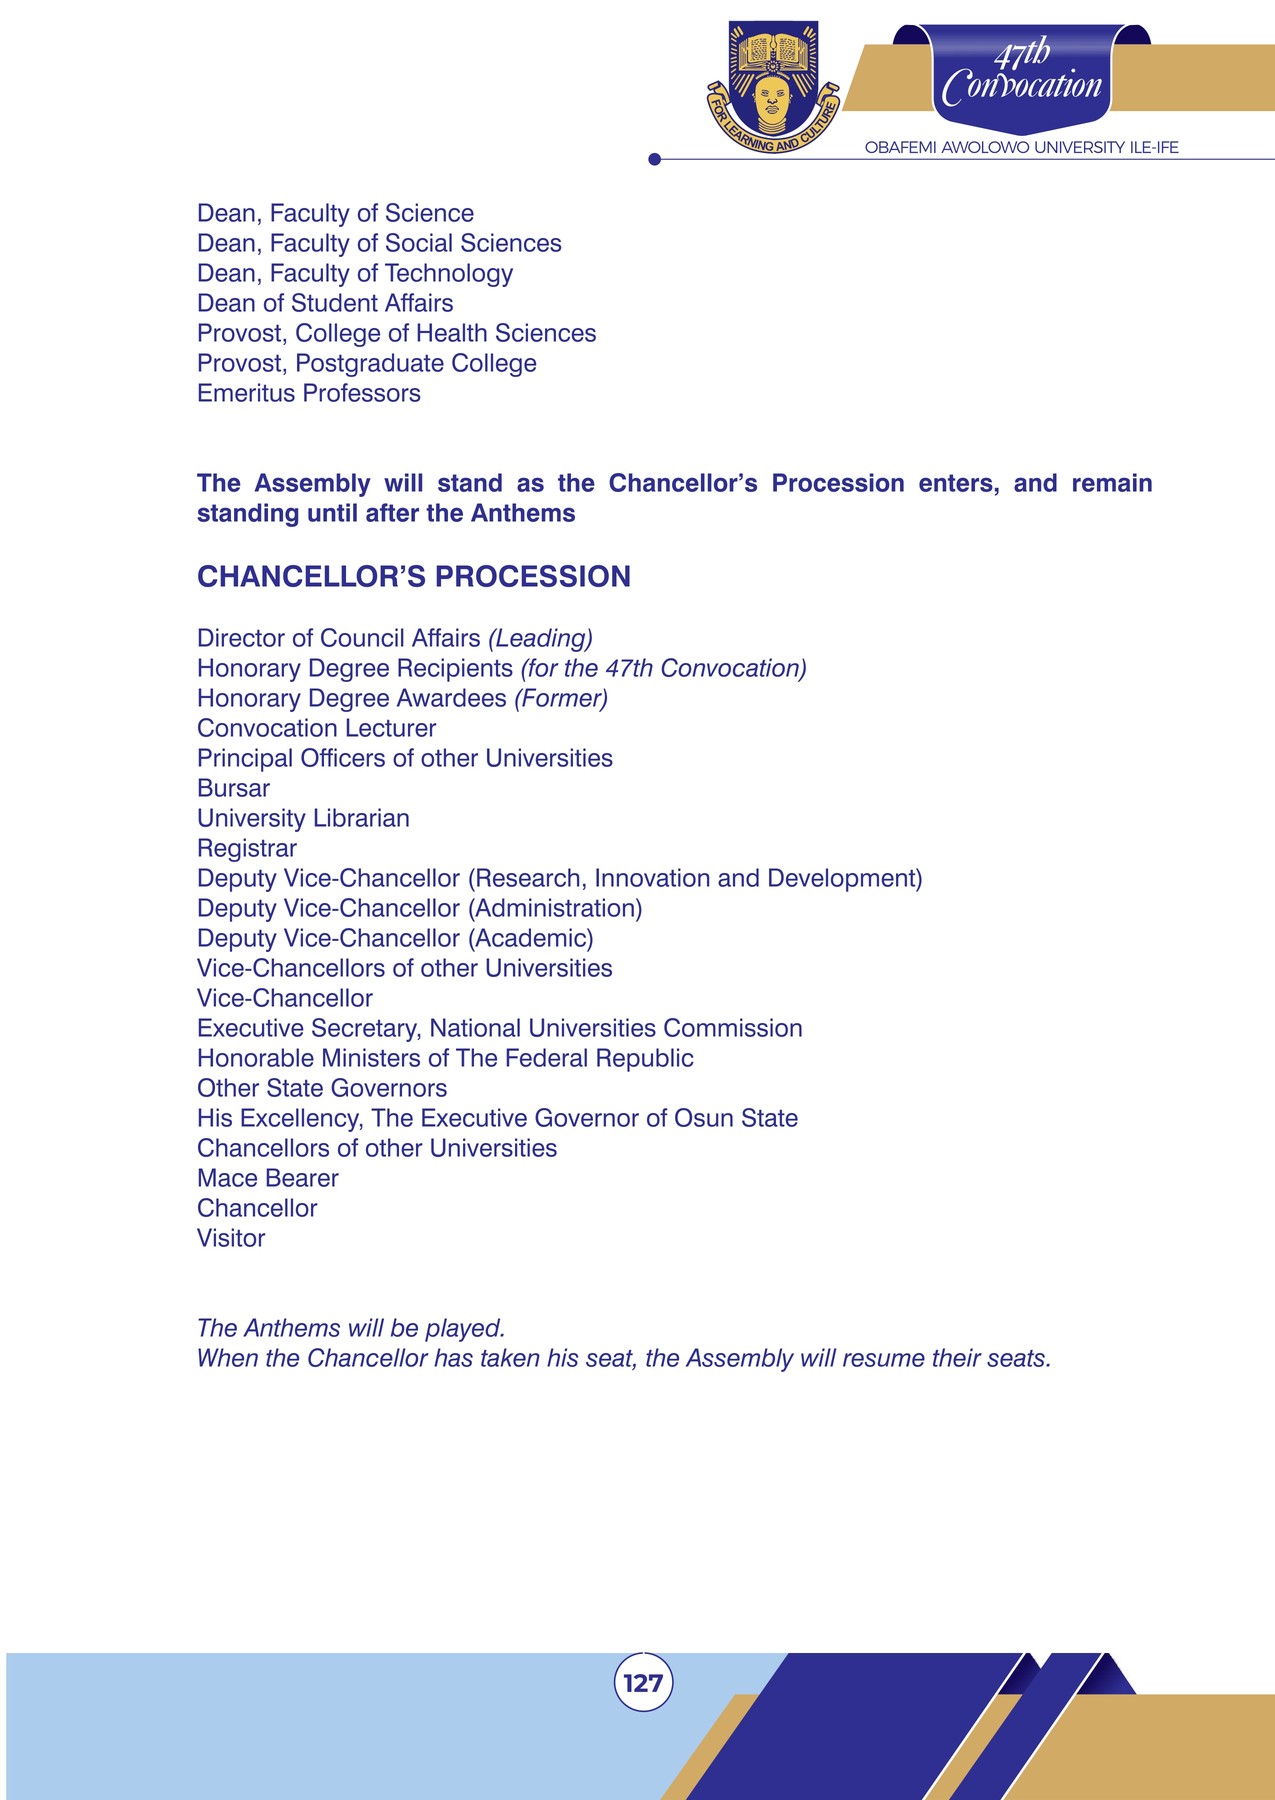 FOR LEARNING AND CULTURE
47th
Convocation
OBAFEMI AWOLOWO UNIVERSITY ILE-IFE
Dean, Faculty of Science
Dean, Faculty of Social Sciences
Dean, Faculty of Technology
Dean of Student Affairs
Provost, College of Health Sciences
Provost, Postgraduate College
Emeritus Professors
The Assembly will stand as the Chancellor’s Procession enters, and remain
standing until after the Anthems
CHANCELLOR’S PROCESSION
Director of Council Affairs (Leading)
Honorary Degree Recipients (for the 47th Convocation)
Honorary Degree Awardees (Former)
Convocation Lecturer
Principal Officers of other Universities
Bursar
University Librarian
Registrar
Deputy Vice-Chancellor (Research, Innovation and Development)
Deputy Vice-Chancellor (Administration)
Deputy Vice-Chancellor (Academic)
Vice-Chancellors of other Universities
Vice-Chancellor
Executive Secretary, National Universities Commission
Honorable Ministers of The Federal Republic
Other State Governors
His Excellency, The Executive Governor of Osun State
Chancellors of other Universities
Mace Bearer
Chancellor
Visitor
The Anthems will be played.
When the Chancellor has taken his seat, the Assembly will resume their seats.
127